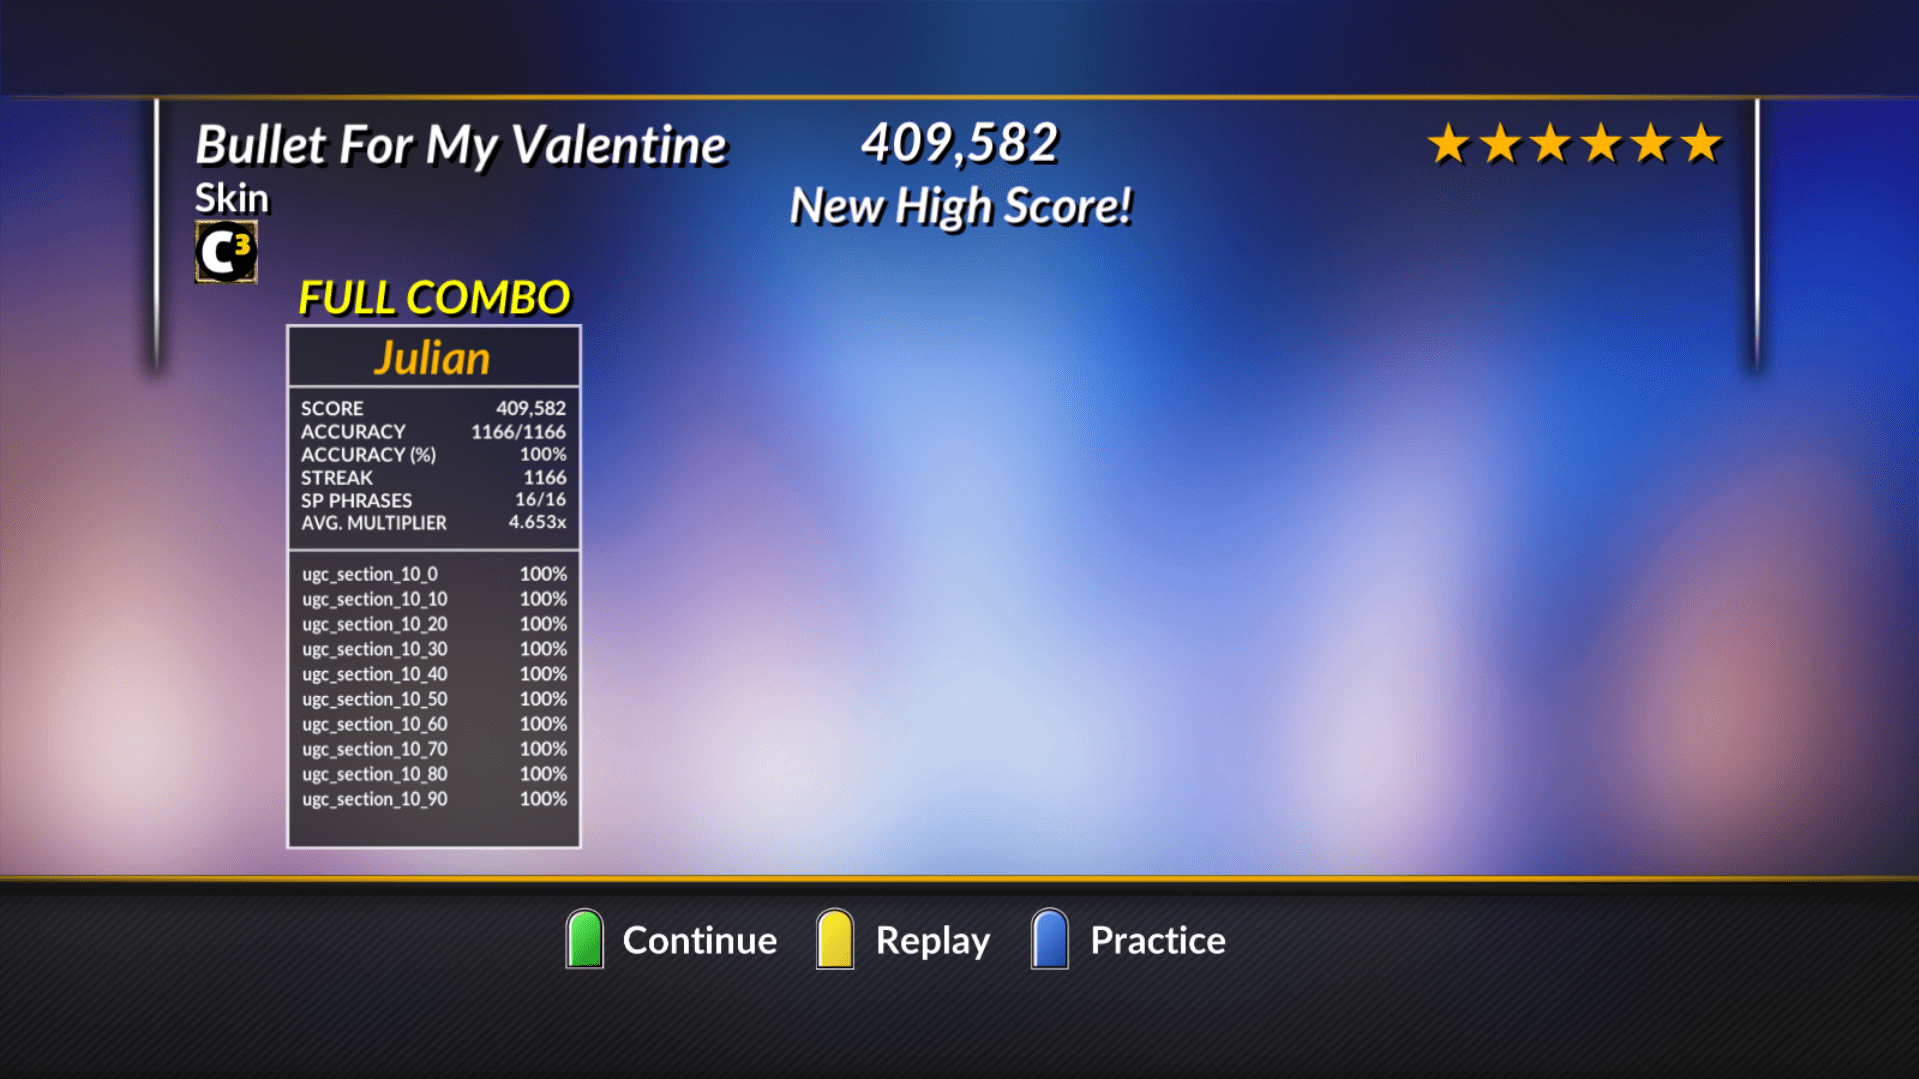 Bullet For My Valentine
409,582
Skin
New High Score!
C3
FULL COMBO
Julian
SCORE 409,582
ACCURACY 1166/1166
ACCURACY (%) 100%
STREAK 1166
SP PHRASES 16/16
AVG. MULTIPLIER 4.653x
ugc_section_10_0 100%
ugc_section_10_10 100%
ugc_section_10_20 100%
ugc_section_10_30 100%
ugc_section_10_40 100%
ugc_section_10_50 100%
ugc_section_10_60 100%
ugc_section_10_70 100%
ugc_section_10_80 100%
ugc_section_10_90 100%
Continue Replay Practice